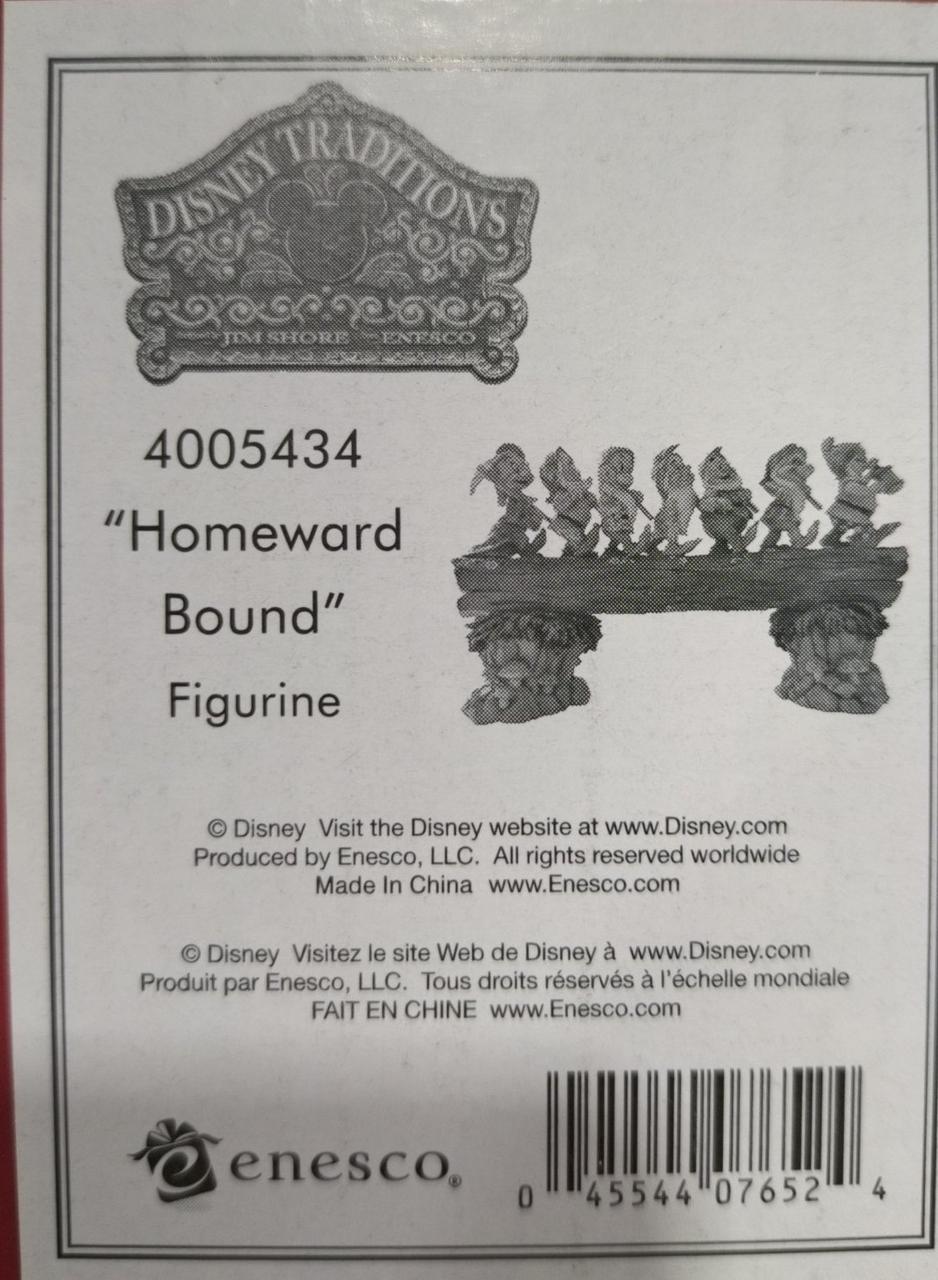 DISNEY TRADITIONS
JIM SHORE ENESCO
4005434
“Homeward
Bound”
Figurine
© Disney Visit the Disney website at www.Disney.com
Produced by Enesco, LLC. All rights reserved worldwide
Made In China www.Enesco.com
© Disney Visitez le site Web de Disney à www.Disney.com
Produit par Enesco, LLC. Tous droits réservés à l'échelle mondiale
FAIT EN CHINE www.Enesco.com
enesco®
0 45544 07652 4